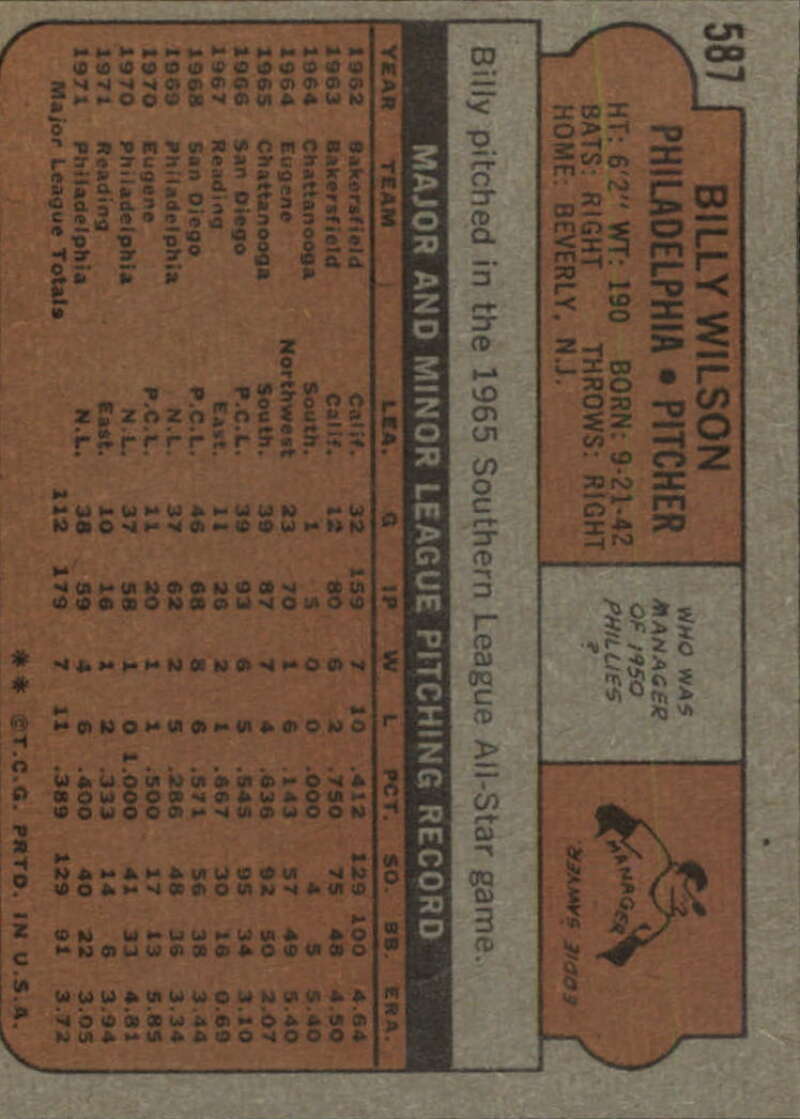 587
BILLY WILSON
PHILADELPHIA • PITCHER
HT: 6'2" WT: 190 BORN: 9-21-42
BATS: RIGHT THROWS: RIGHT
HOME: BEVERLY, N.J.
WHO WAS
MANAGER
OF 1950
PHILLIES
?
MANAGER
EDDIE SAWYER
Billy pitched in the 1965 Southern League All-Star game.
MAJOR AND MINOR LEAGUE PITCHING RECORD
YEAR TEAM LEA. G IP W L PCT. SO. BB. ERA.
1962 Bakersfield Calif. 32 159 7 10 .412 129 100 4.64
1963 Bakersfield Calif. 12 80 6 2 .750 75 48 4.50
1964 Chattanooga South. 1 5 0 0 .000 4 5 5.40
1964 Eugene Northwest 23 70 1 6 .143 57 49 5.40
1965 Chattanooga South. 39 87 7 4 .636 92 50 2.07
1966 San Diego P.C.L. 39 93 6 5 .545 95 34 3.10
1967 Reading East. 11 26 2 1 .667 30 16 0.69
1968 San Diego P.C.L. 46 68 8 6 .571 56 38 3.44
1969 Philadelphia N.L. 37 62 2 5 .286 48 36 3.34
1970 Eugene P.C.L. 11 20 1 1 .500 17 13 5.85
1970 Philadelphia N.L. 37 58 1 0 1.000 41 33 4.81
1971 Reading East. 10 16 1 2 .333 14 6 3.94
1971 Philadelphia N.L. 38 59 4 6 .400 40 22 3.05
Major League Totals 112 179 7 11 .389 129 91 3.72
** ©T.C.G. PRTD. IN U.S.A.